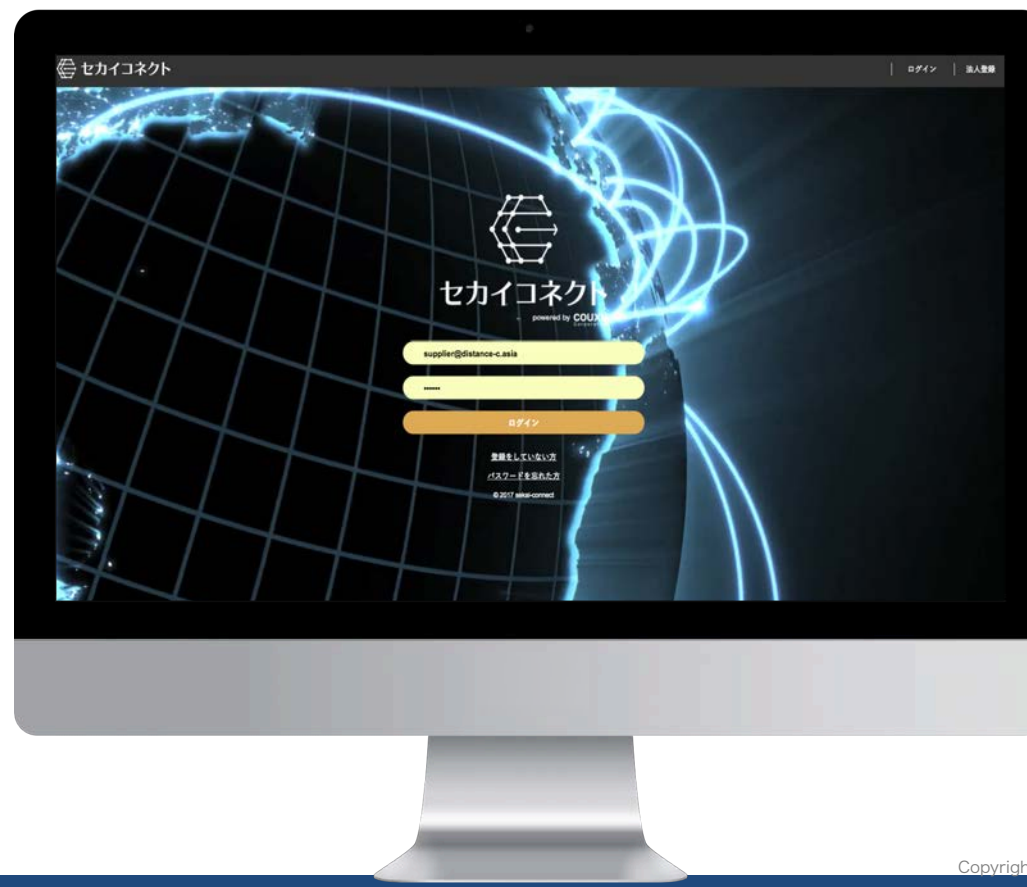 セカイコネクト
ログイン
法人登録
セカイコネクト
powered by COUX
supplier@distance-c.asia
••••••
ログイン
登録をしていない方
パスワードを忘れた方
© 2017 sekai-connect
Copyrigh